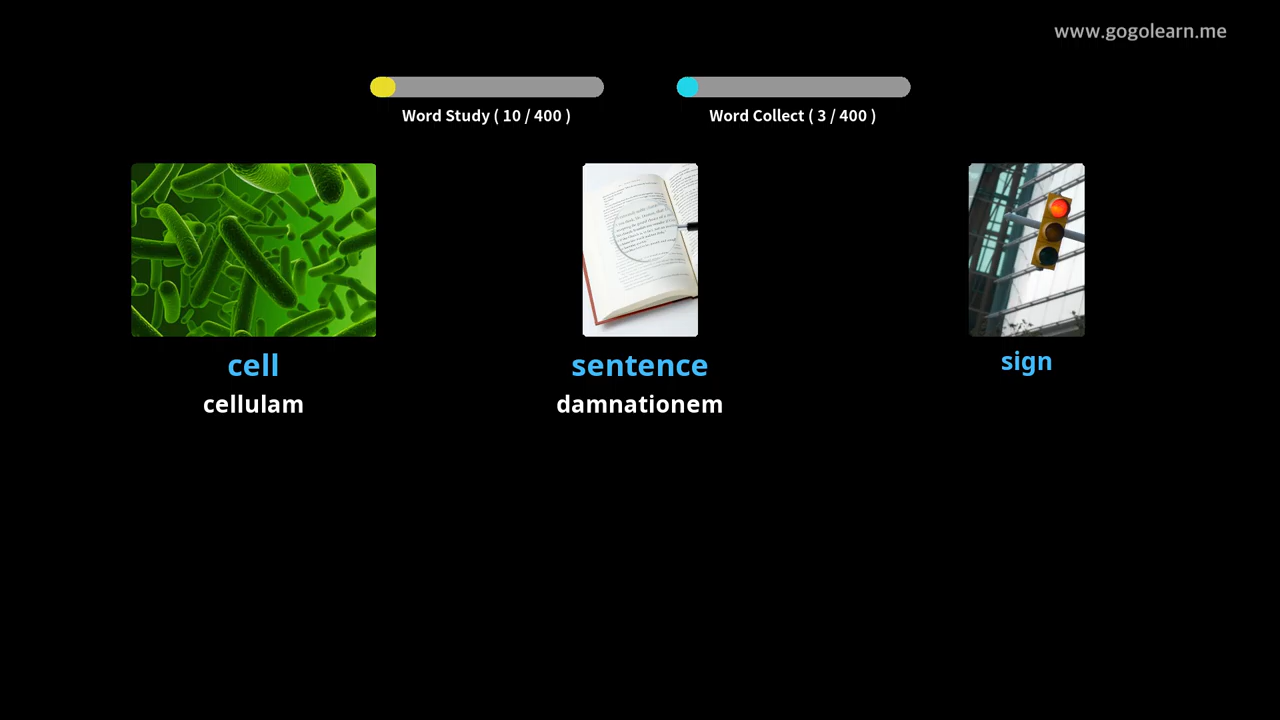 www.gogolearn.me
Word Study ( 10 / 400 )
Word Collect ( 3 / 400 )
cell
sentence
sign
cellulam
damnationem